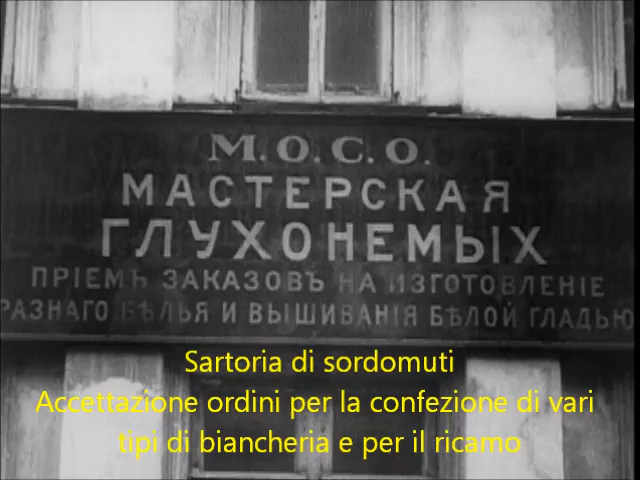 М.О.С.О.
МАСТЕРСКАЯ
ГЛУХОНЕМЫХ
ПРІЕМЪ ЗАКАЗОВЪ НА ИЗГОТОВЛЕНІЕ
РАЗНАГО БѢЛЬЯ И ВЫШИВАНІЯ БѢЛОЙ ГЛАДЬЮ
Sartoria di sordomuti
Accettazione ordini per la confezione di vari
tipi di biancheria e per il ricamo